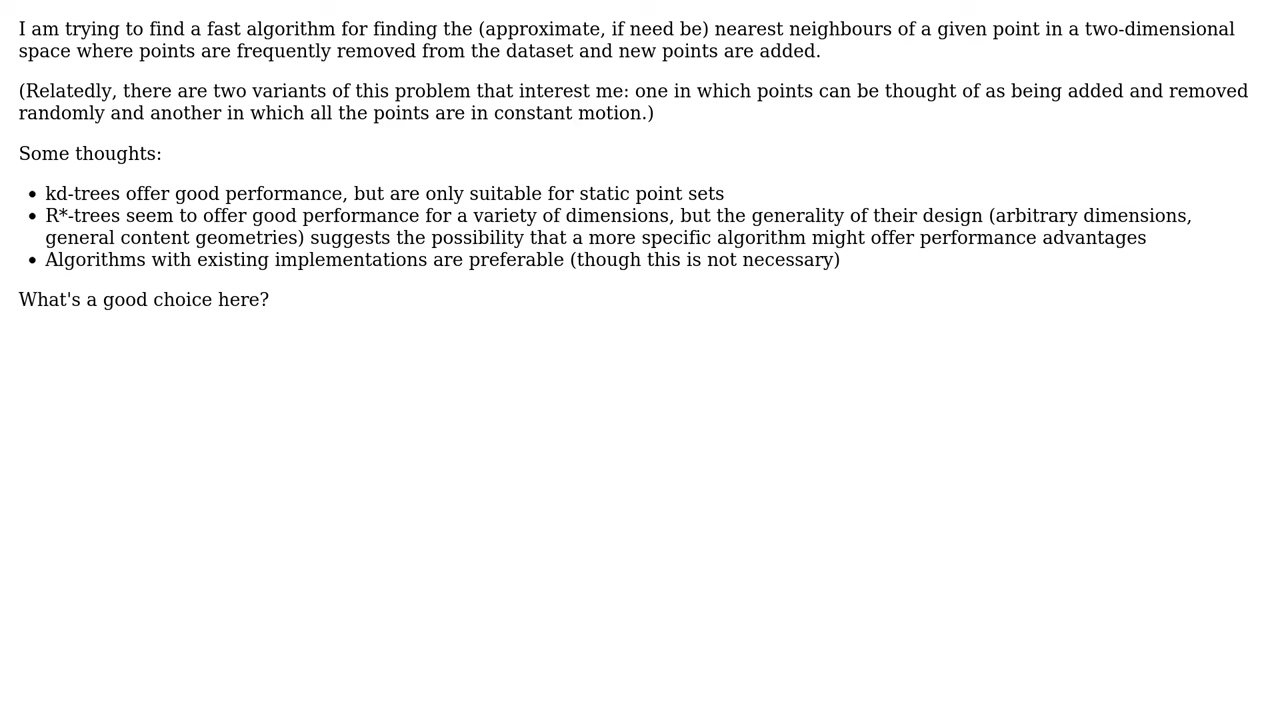 I am trying to find a fast algorithm for finding the (approximate, if need be) nearest neighbours of a given point in a two-dimensional
space where points are frequently removed from the dataset and new points are added.
(Relatedly, there are two variants of this problem that interest me: one in which points can be thought of as being added and removed
randomly and another in which all the points are in constant motion.)
Some thoughts:
• kd-trees offer good performance, but are only suitable for static point sets
• R*-trees seem to offer good performance for a variety of dimensions, but the generality of their design (arbitrary dimensions,
general content geometries) suggests the possibility that a more specific algorithm might offer performance advantages
• Algorithms with existing implementations are preferable (though this is not necessary)
What's a good choice here?